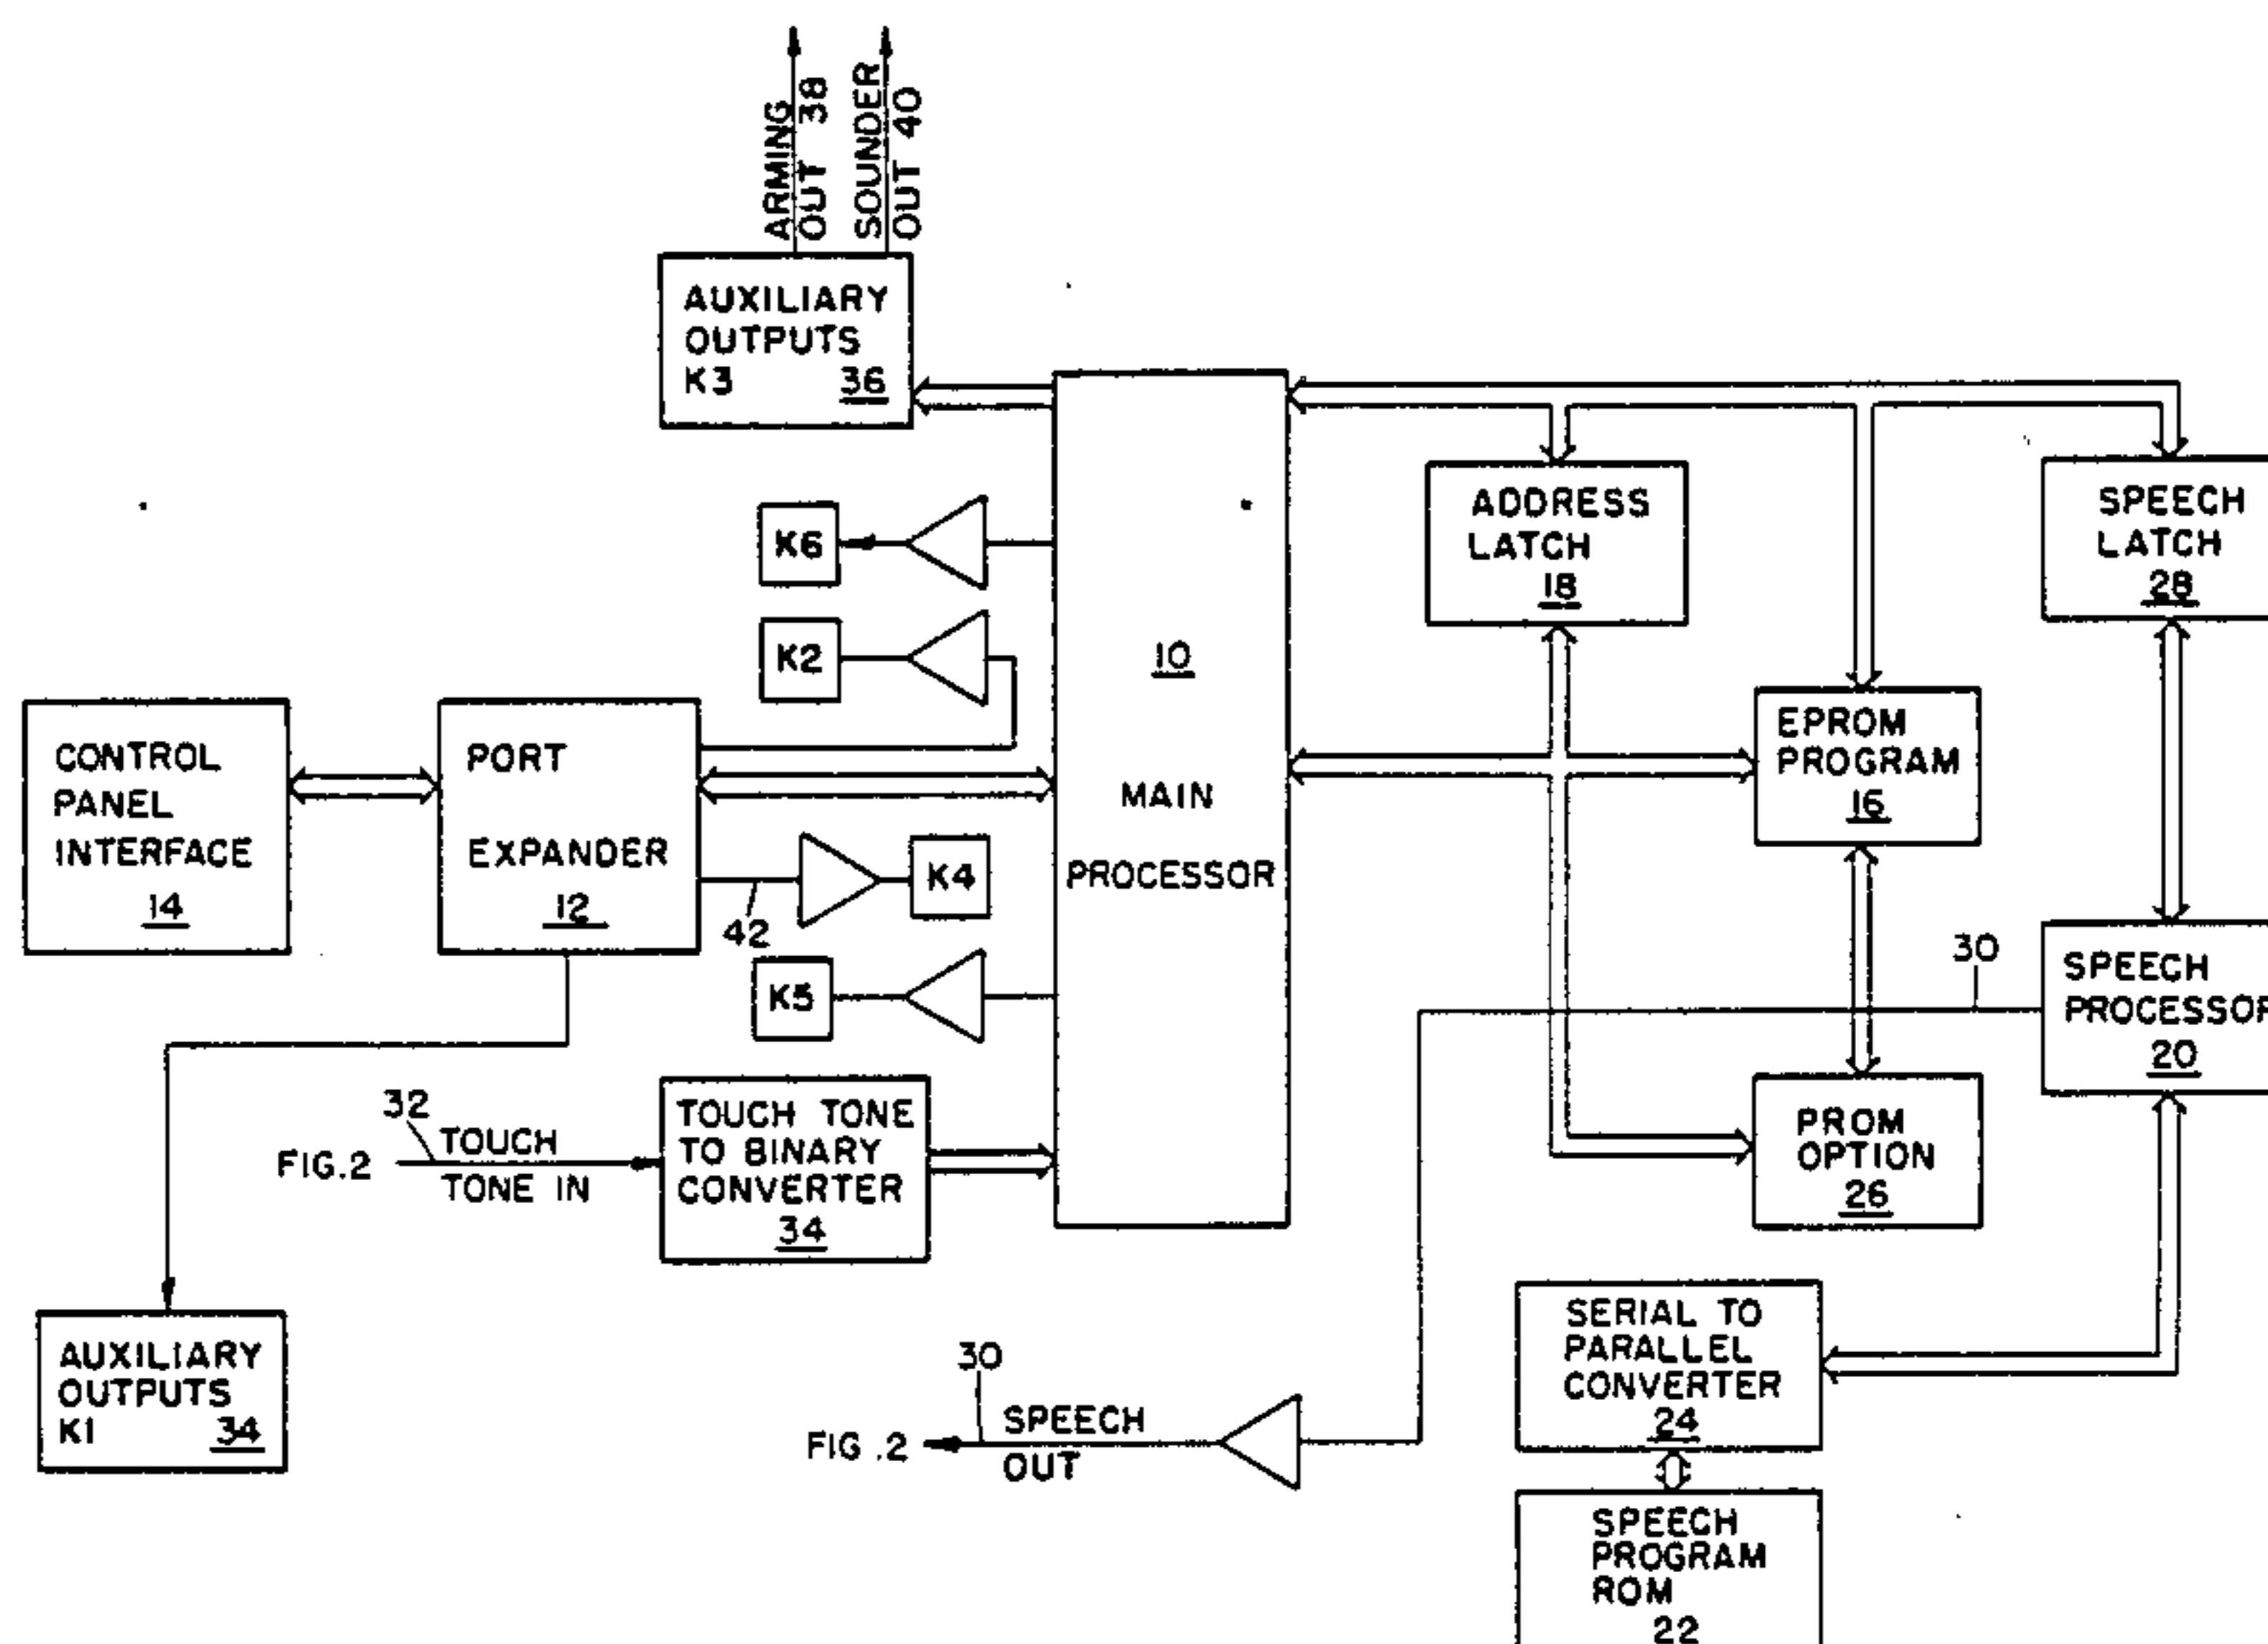 ARMING
OUT 38
SOUNDER
OUT 40
AUXILIARY
OUTPUTS
K3 36
K6
K2
10
MAIN
PROCESSOR
ADDRESS
LATCH
18
SPEECH
LATCH
28
CONTROL
PANEL
INTERFACE
14
PORT
EXPANDER
12
EPROM
PROGRAM
16
K4
42
K5
30
SPEECH
PROCESSOR
20
32
FIG.2
TOUCH
TONE IN
TOUCH TONE
TO BINARY
CONVERTER
34
PROM
OPTION
26
AUXILIARY
OUTPUTS
K1 34
SERIAL TO
PARALLEL
CONVERTER
24
30
FIG.2
SPEECH
OUT
SPEECH
PROGRAM
ROM
22